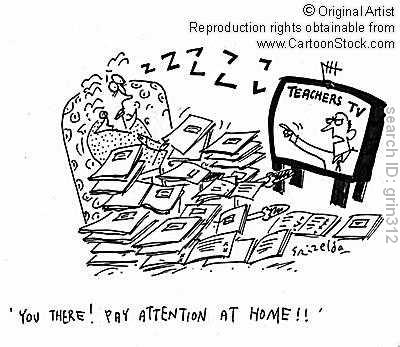 © Original Artist
Reproduction rights obtainable from
www.CartoonStock.com
zzzzzz
TEACHERS TV
search ID: grin312
Grizelda
'YOU THERE! PAY ATTENTION AT HOME!!'